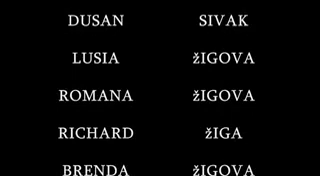 DUSAN SIVAK
LUSIA žIGOVA
ROMANA žIGOVA
RICHARD žIGA
BRENDA žIGOVA